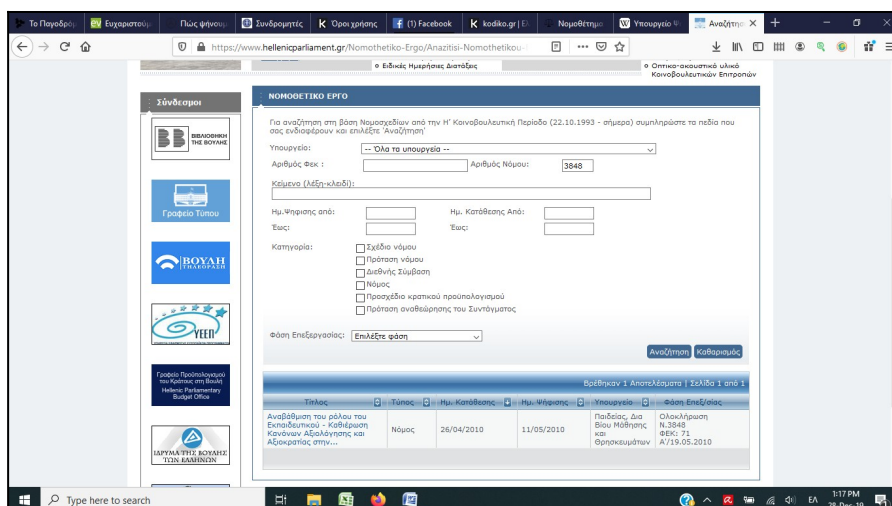 Το Παγοδρόμ
Ευχαριστούμ
Πώς ψήνουμ
Συνδρομητές
Όροι χρήσης
(1) Facebook
kodiko.gr | Ελ
Νομοθέτημα
Υπουργείο Ψ
Αναζήτησ
https://www.hellenicparliament.gr/Nomothetiko-Ergo/Anazitisi-Nomothetikou-
Ειδικές Ημερήσιες Διατάξεις
Οπτικο-ακουστικό υλικό
Κοινοβουλευτικών Επιτροπών
Σύνδεσμοι
ΒΙΒΛΙΟΘΗΚΗ
ΤΗΣ ΒΟΥΛΗΣ
Γραφείο Τύπου
ΒΟΥΛΗ
ΤΗΛΕΟΡΑΣΗ
ΥΕΕΠ
Γραφείο Προϋπολογισμού
του Κράτους στη Βουλή
Hellenic Parliamentary
Budget Office
ΙΔΡΥΜΑ ΤΗΣ ΒΟΥΛΗΣ
ΤΩΝ ΕΛΛΗΝΩΝ
ΝΟΜΟΘΕΤΙΚΟ ΕΡΓΟ
Για αναζήτηση στη βάση Νομοσχεδίων από την Η' Κοινοβουλευτική Περίοδο (22.10.1993 - σήμερα) συμπληρώστε τα πεδία που
σας ενδιαφέρουν και επιλέξτε 'Αναζήτηση'
Υπουργείο: -- Όλα τα υπουργεία --
Αριθμός Φεκ : Αριθμός Νόμου: 3848
Κείμενο (λέξη-κλειδί):
Ημ.Ψηφισης από: Ημ. Κατάθεσης Από:
Έως: Έως:
Κατηγορία: Σχέδιο νόμου
Πρόταση νόμου
Διεθνής Σύμβαση
Νόμος
Προσχέδιο κρατικού προϋπολογισμού
Πρόταση αναθεώρησης του Συντάγματος
Φάση Επεξεργασίας: Επιλέξτε φάση
Αναζήτηση Καθαρισμός
Βρέθηκαν 1 Αποτελέσματα | Σελίδα 1 από 1
Τίτλος Τύπος Ημ. Κατάθεσης Ημ. Ψήφισης Υπουργείο Φάση Επεξ/σίας
Αναβάθμιση του ρόλου του
Εκπαιδευτικού - Καθιέρωση
Κανόνων Αξιολόγησης και
Αξιοκρατίας στην...
Νόμος
26/04/2010
11/05/2010
Παιδείας, Δια
Βίου Μάθησης
και
Θρησκευμάτων
Ολοκλήρωση
Ν.3848
ΦΕΚ: 71
Α'/19.05.2010
Type here to search
ΕΛ
1:17 PM
28-Dec-19